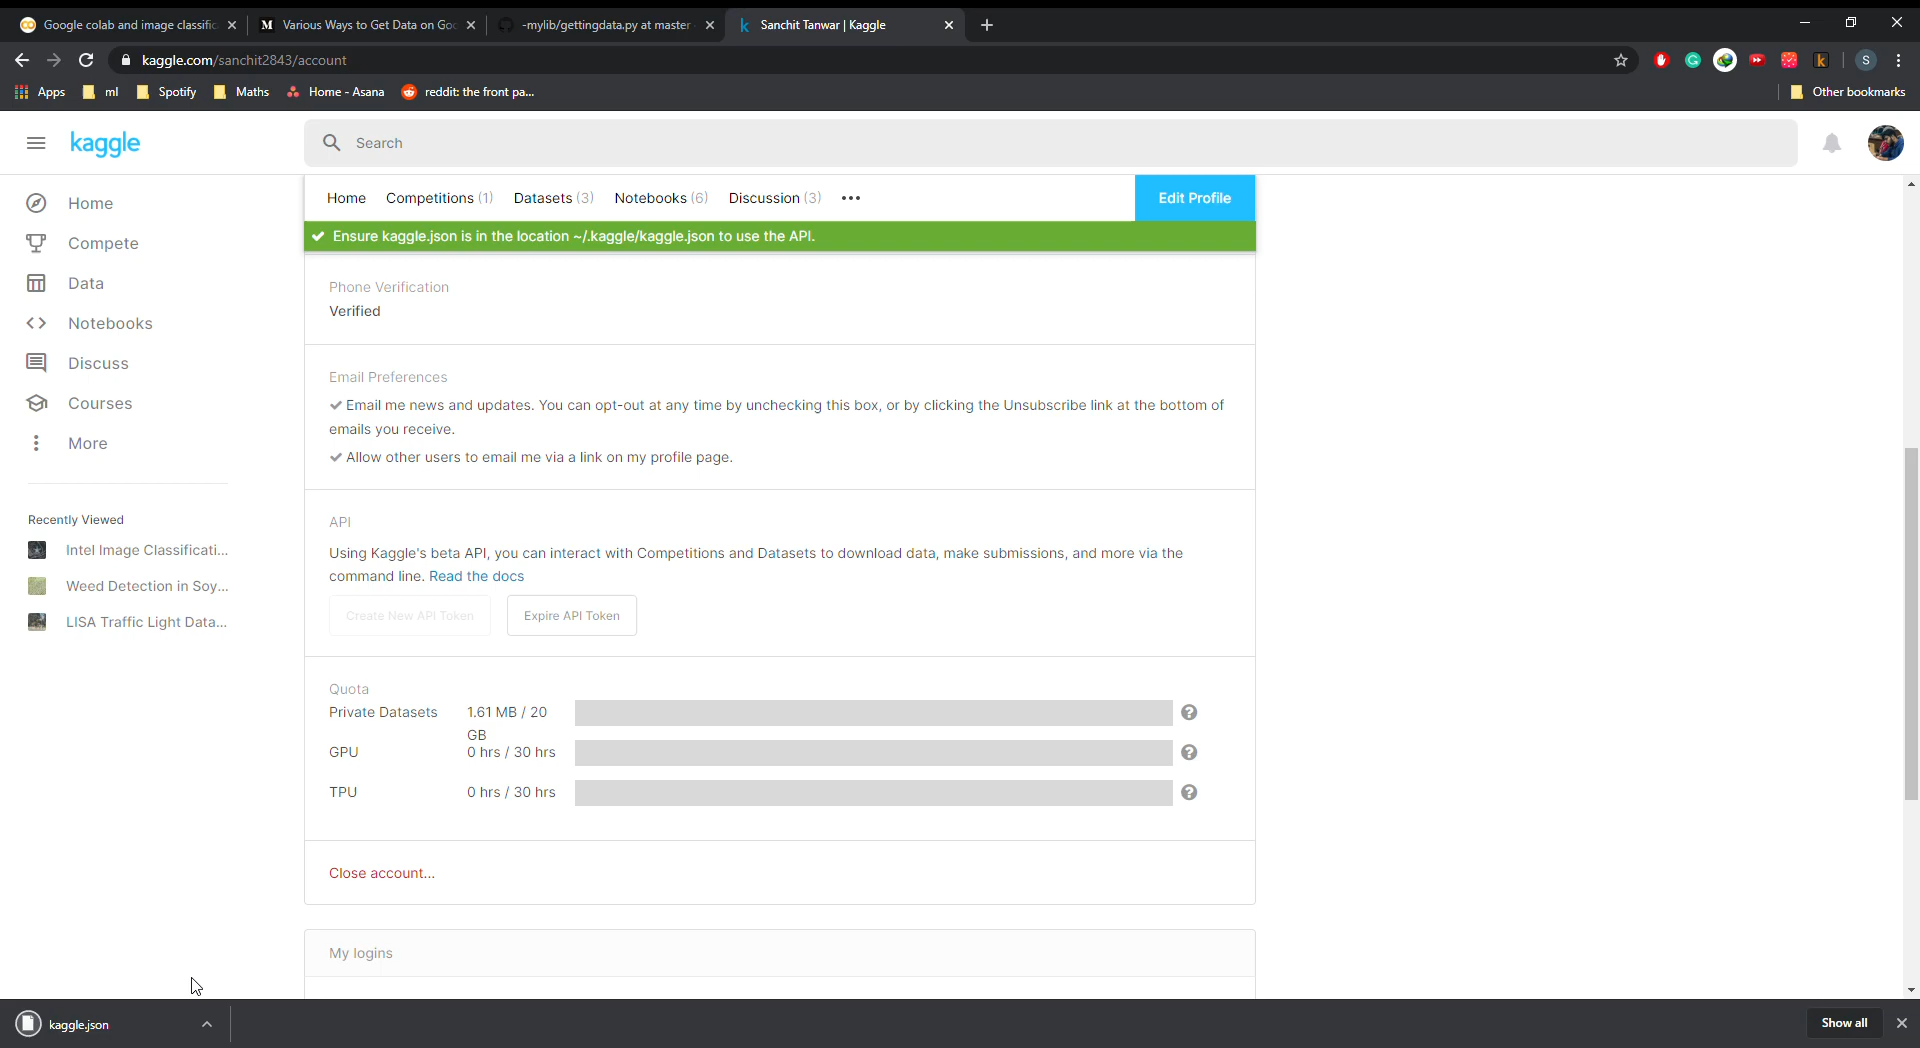 Google colab and image classific
Various Ways to Get Data on Goo
-mylib/gettingdata.py at master
Sanchit Tanwar | Kaggle
kaggle.com/sanchit2843/account
S
Apps
ml
Spotify
Maths
Home - Asana
reddit: the front pa...
Other bookmarks
kaggle
Search
Home
Compete
Data
Notebooks
Discuss
Courses
More
Recently Viewed
Intel Image Classificati...
Weed Detection in Soy...
LISA Traffic Light Data...
Home Competitions (1) Datasets (3) Notebooks (6) Discussion (3) •••
Edit Profile
Ensure kaggle.json is in the location ~/.kaggle/kaggle.json to use the API.
Phone Verification
Verified
Email Preferences
Email me news and updates. You can opt-out at any time by unchecking this box, or by clicking the Unsubscribe link at the bottom of
emails you receive.
Allow other users to email me via a link on my profile page.
API
Using Kaggle's beta API, you can interact with Competitions and Datasets to download data, make submissions, and more via the
command line. Read the docs
Create New API Token
Expire API Token
Quota
Private Datasets 1.61 MB / 20
GB
GPU 0 hrs / 30 hrs
TPU 0 hrs / 30 hrs
Close account...
My logins
kaggle.json
Show all